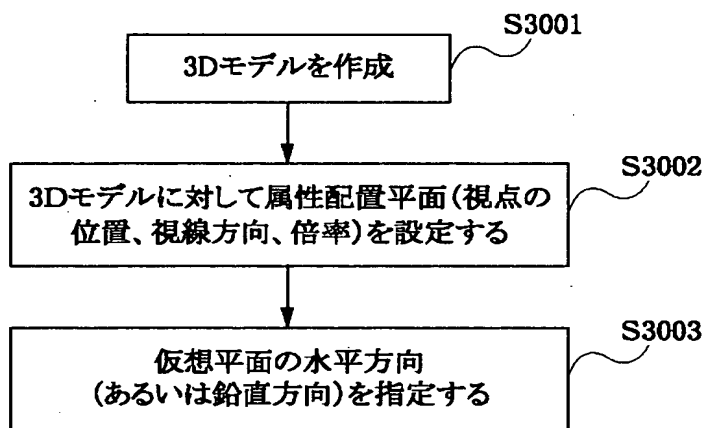 S3001
3Dモデルを作成
S3002
3Dモデルに対して属性配置平面(視点の
位置、視線方向、倍率)を設定する
S3003
仮想平面の水平方向
(あるいは鉛直方向)を指定する